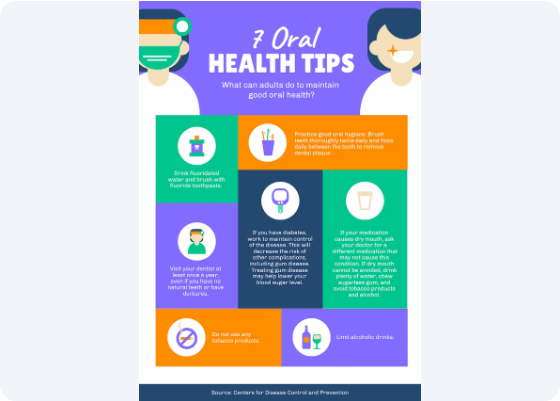 7 Oral
HEALTH TIPS
What can adults do to maintain
good oral health?
Drink fluoridated
water and brush with
fluoride toothpaste.
Practice good oral hygiene. Brush
teeth thoroughly twice daily and floss
daily between the teeth to remove
dental plaque.
Visit your dentist at
least once a year,
even if you have no
natural teeth or have
dentures.
If you have diabetes,
work to maintain control
of the disease. This will
decrease the risk of
other complications,
including gum disease.
Treating gum disease
may help lower your
blood sugar level.
If your medication
causes dry mouth, ask
your doctor for a
different medication that
may not cause this
condition. If dry mouth
cannot be avoided, drink
plenty of water, chew
sugarless gum, and
avoid tobacco products
and alcohol.
Do not use any
tobacco products.
Limit alcoholic drinks.
Source: Centers for Disease Control and Prevention